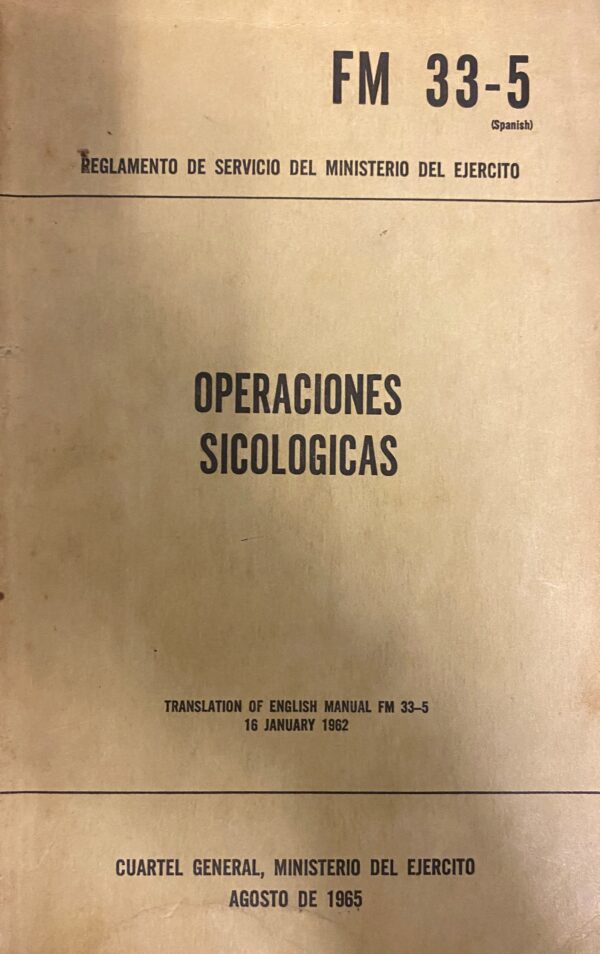 FM 33-5
(Spanish)
REGLAMENTO DE SERVICIO DEL MINISTERIO DEL EJERCITO
OPERACIONES
SICOLOGICAS
TRANSLATION OF ENGLISH MANUAL FM 33–5
16 JANUARY 1962
CUARTEL GENERAL, MINISTERIO DEL EJERCITO
AGOSTO DE 1965